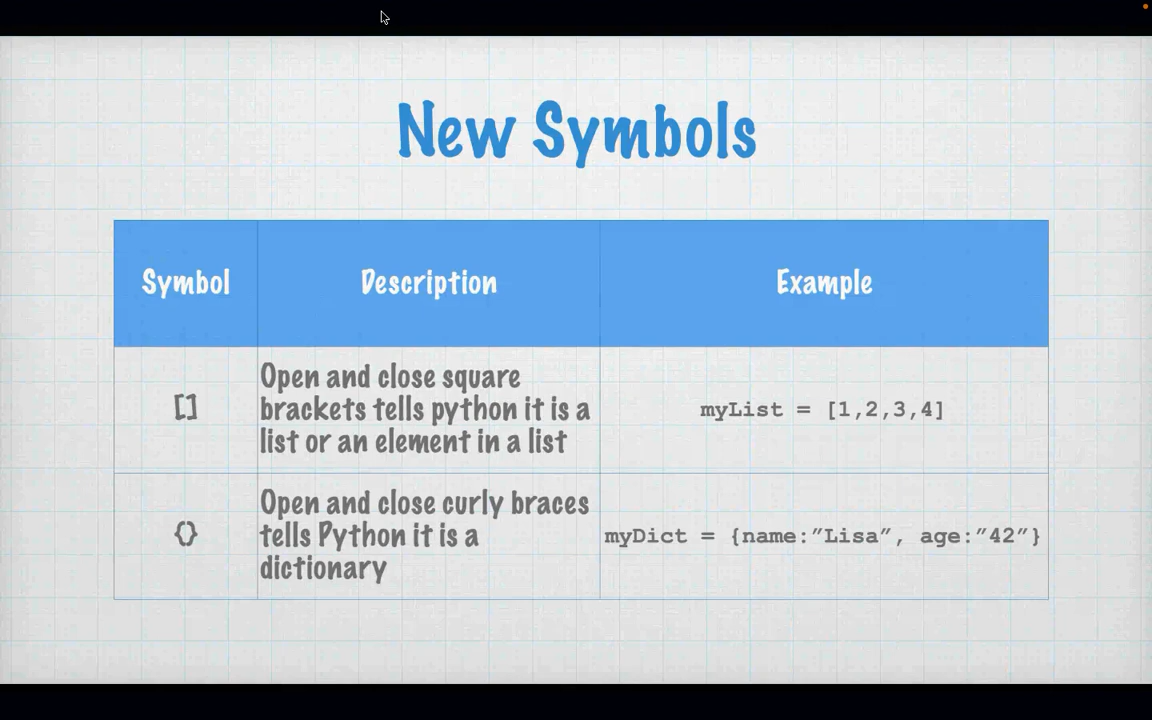 New Symbols
Symbol Description Example
Open and close square
brackets tells python it is a
list or an element in a list
[] myList = [1,2,3,4]
Open and close curly braces
tells Python it is a
dictionary
{} myDict = {name:”Lisa”, age:”42”}